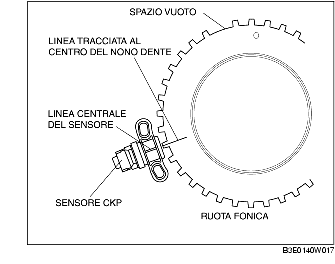 SPAZIO VUOTO
LINEA TRACCIATA AL
CENTRO DEL NONO DENTE
LINEA CENTRALE
DEL SENSORE
SENSORE CKP
RUOTA FONICA
B3E0140W017